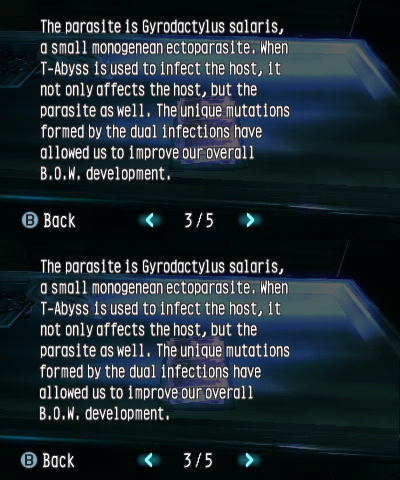 The parasite is Gyrodactylus salaris,
a small monogenean ectoparasite. When
T-Abyss is used to infect the host, it
not only affects the host, but the
parasite as well. The unique mutations
formed by the dual infections have
allowed us to improve our overall
B.O.W. development.
B Back
3/5
The parasite is Gyrodactylus salaris,
a small monogenean ectoparasite. When
T-Abyss is used to infect the host, it
not only affects the host, but the
parasite as well. The unique mutations
formed by the dual infections have
allowed us to improve our overall
B.O.W. development.
B Back
3/5